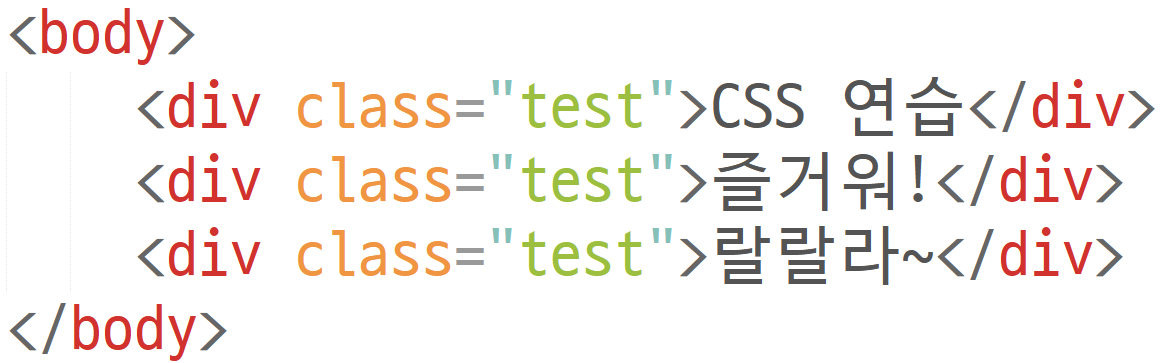 <body>
    <div class="test">CSS 연습</div>
    <div class="test">즐거워!</div>
    <div class="test">랄랄라~</div>
</body>